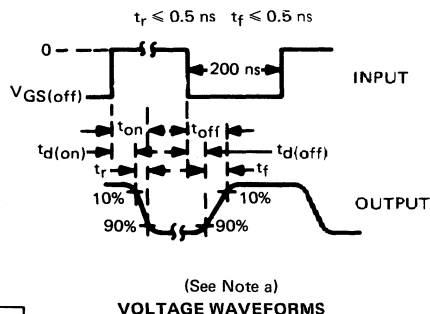 tr ⩽ 0.5 ns tf ⩽ 0.5 ns
0
200 ns
INPUT
VGS(off)
ton
toff
td(on)
td(off)
tr
tf
10%
10%
OUTPUT
90%
90%
(See Note a)
VOLTAGE WAVEFORMS